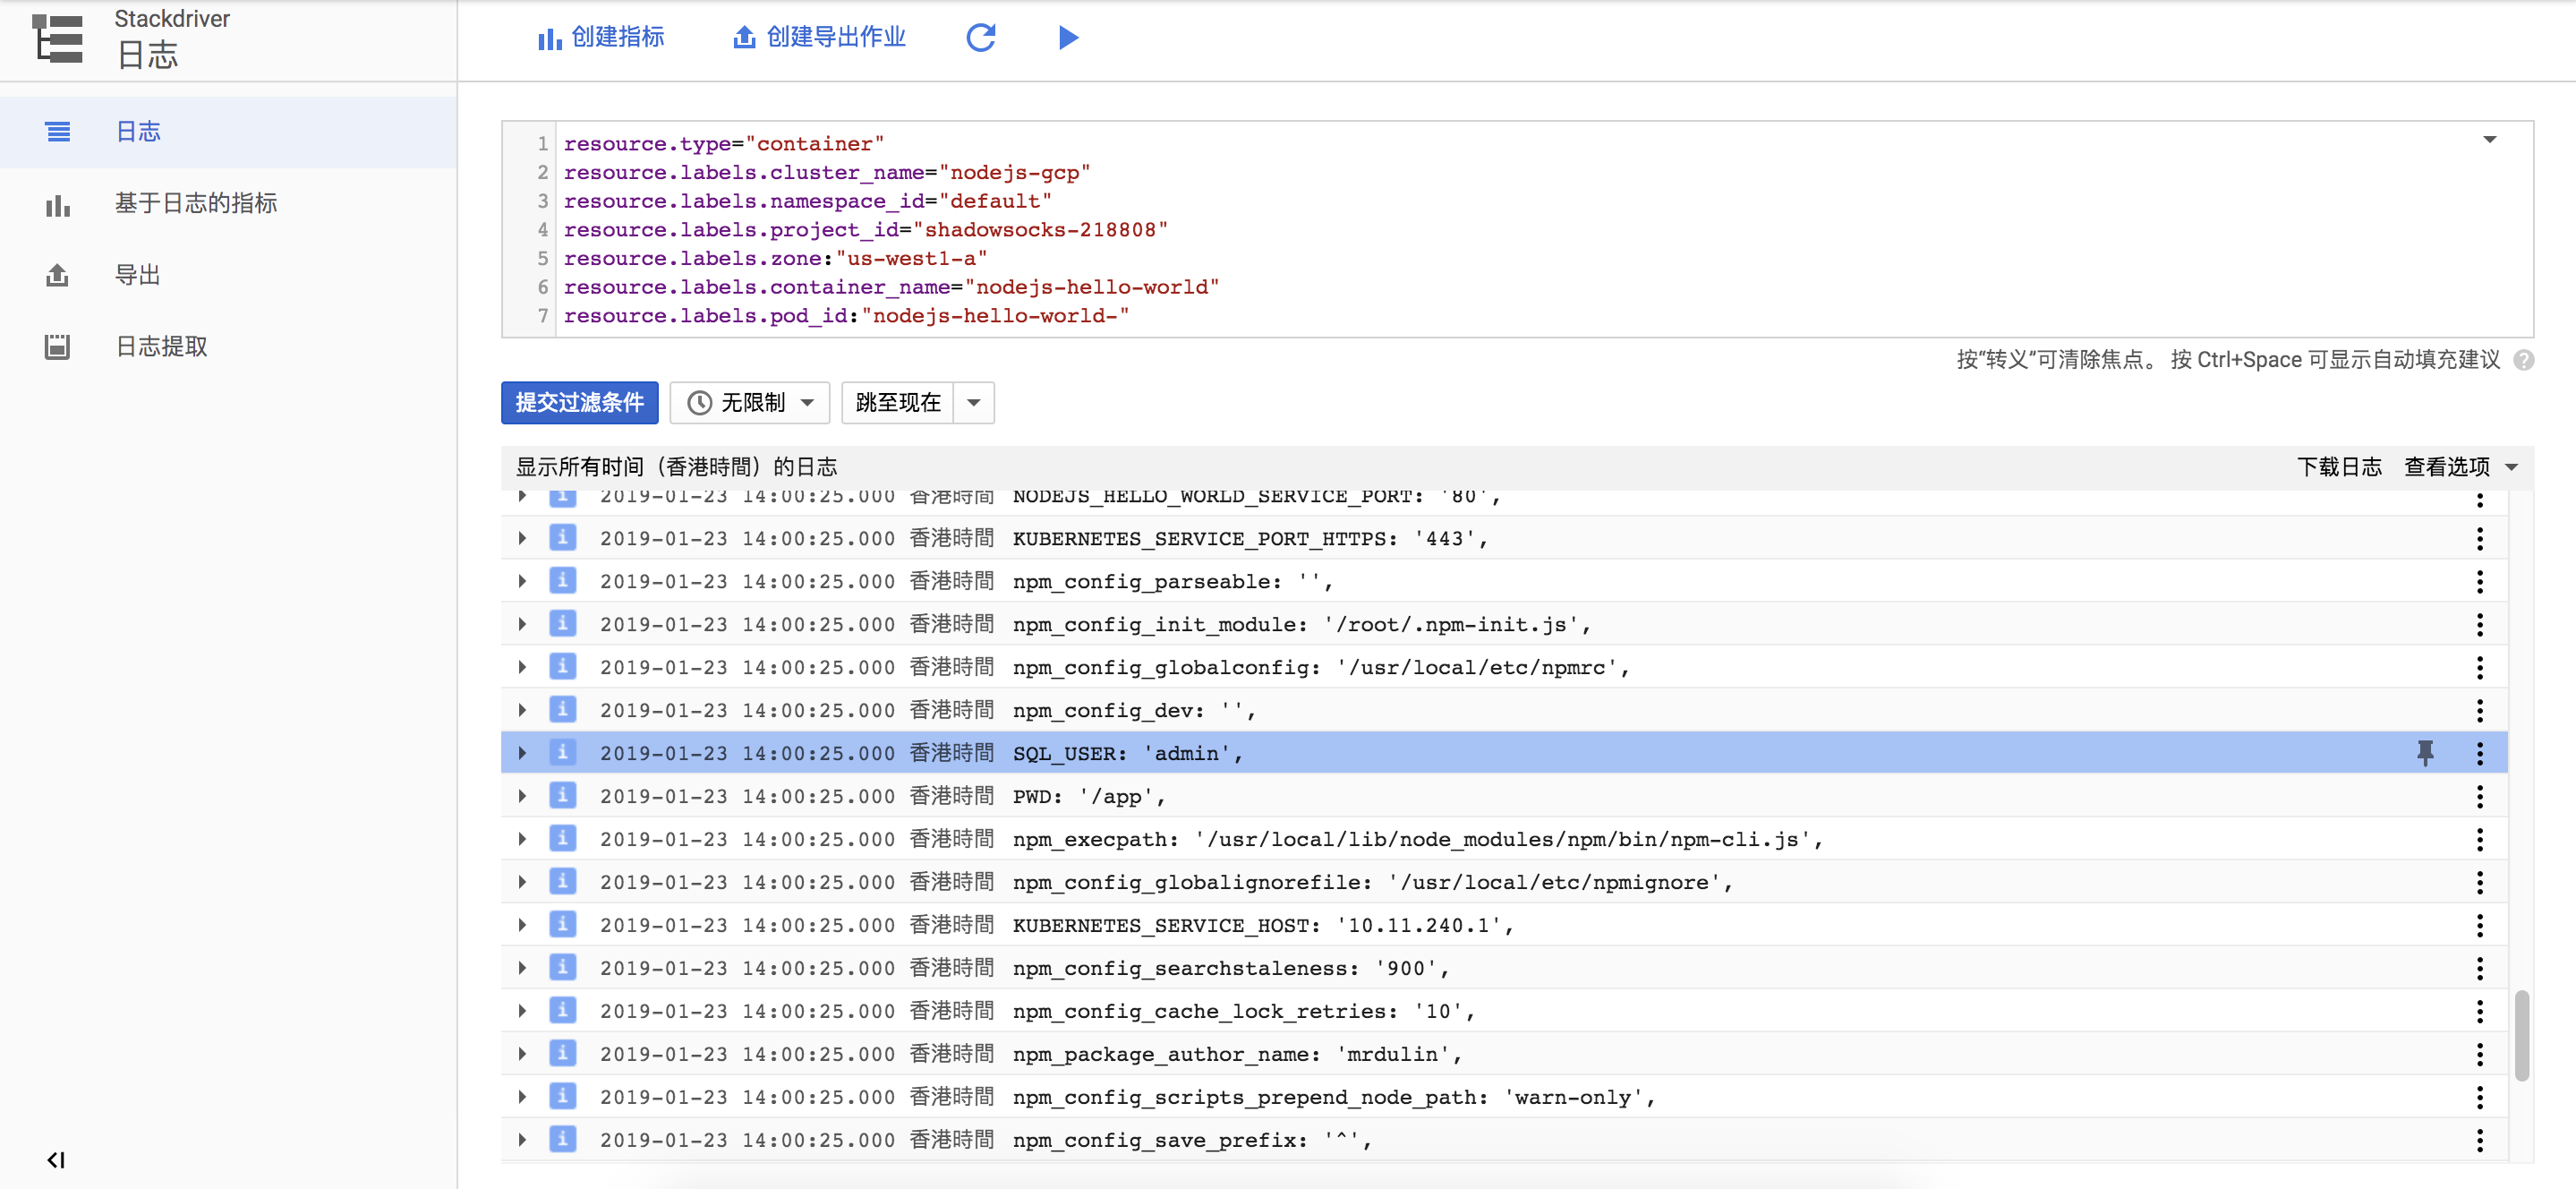 Stackdriver
日志
创建指标
创建导出作业
日志
基于日志的指标
导出
日志提取
1 resource.type="container"
2 resource.labels.cluster_name="nodejs-gcp"
3 resource.labels.namespace_id="default"
4 resource.labels.project_id="shadowsocks-218808"
5 resource.labels.zone:"us-west1-a"
6 resource.labels.container_name="nodejs-hello-world"
7 resource.labels.pod_id:"nodejs-hello-world-"
按“转义”可清除焦点。 按 Ctrl+Space 可显示自动填充建议 ?
提交过滤条件 无限制 跳至现在
显示所有时间（香港時間）的日志 下载日志 查看选项
i 2019-01-23 14:00:25.000 香港時間 NODEJS_HELLO_WORLD_SERVICE_PORT: '80',
i 2019-01-23 14:00:25.000 香港時間 KUBERNETES_SERVICE_PORT_HTTPS: '443',
i 2019-01-23 14:00:25.000 香港時間 npm_config_parseable: '',
i 2019-01-23 14:00:25.000 香港時間 npm_config_init_module: '/root/.npm-init.js',
i 2019-01-23 14:00:25.000 香港時間 npm_config_globalconfig: '/usr/local/etc/npmrc',
i 2019-01-23 14:00:25.000 香港時間 npm_config_dev: '',
i 2019-01-23 14:00:25.000 香港時間 SQL_USER: 'admin',
i 2019-01-23 14:00:25.000 香港時間 PWD: '/app',
i 2019-01-23 14:00:25.000 香港時間 npm_execpath: '/usr/local/lib/node_modules/npm/bin/npm-cli.js',
i 2019-01-23 14:00:25.000 香港時間 npm_config_globalignorefile: '/usr/local/etc/npmignore',
i 2019-01-23 14:00:25.000 香港時間 KUBERNETES_SERVICE_HOST: '10.11.240.1',
i 2019-01-23 14:00:25.000 香港時間 npm_config_searchstaleness: '900',
i 2019-01-23 14:00:25.000 香港時間 npm_config_cache_lock_retries: '10',
i 2019-01-23 14:00:25.000 香港時間 npm_package_author_name: 'mrdulin',
i 2019-01-23 14:00:25.000 香港時間 npm_config_scripts_prepend_node_path: 'warn-only',
i 2019-01-23 14:00:25.000 香港時間 npm_config_save_prefix: '^',